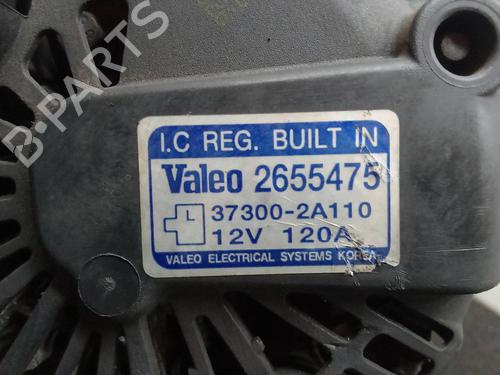 B-PARTS
I.C REG. BUILT IN
Valeo 2655475
37300-2A110
12V 120A
VALEO ELECTRICAL SYSTEMS KOREA